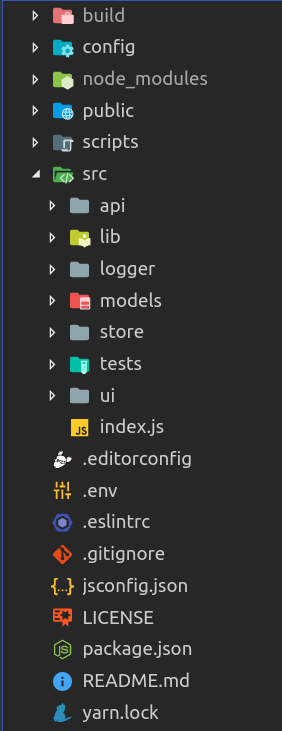 build
config
node_modules
public
scripts
src
api
lib
logger
models
store
tests
ui
JS index.js
.editorconfig
.env
.eslintrc
.gitignore
{..} jsconfig.json
LICENSE
JS package.json
i README.md
yarn.lock